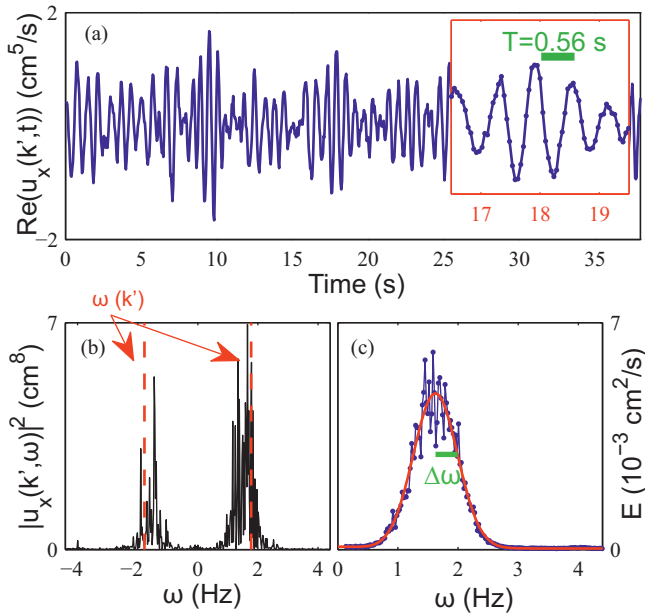 2
(a)
T=0.56 s
Re(u_x(k',t)) (cm^5/s)
17 18 19
−2
0 5 10 15 20 25 30 35
Time (s)
ω (k')
7
(b)
|u_x(k',ω)|^2 (cm^8)
0
−4 −2 0 2 4
ω (Hz)
(c)
7
Δω
E (10^−3 cm^2/s)
0
0 1 2 3 4
ω (Hz)